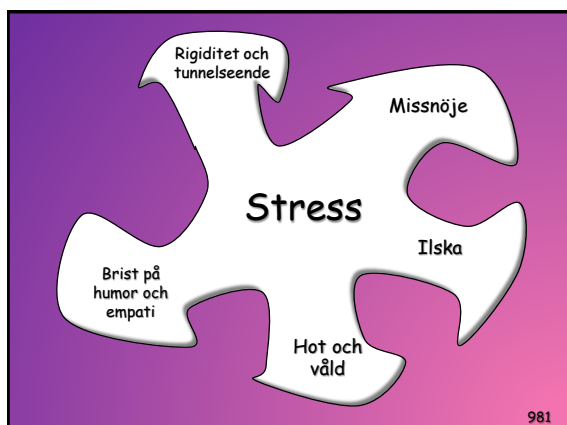 Rigiditet och
tunnelseende
Missnöje
Stress
Ilska
Brist på
humor och
empati
Hot och
våld
981